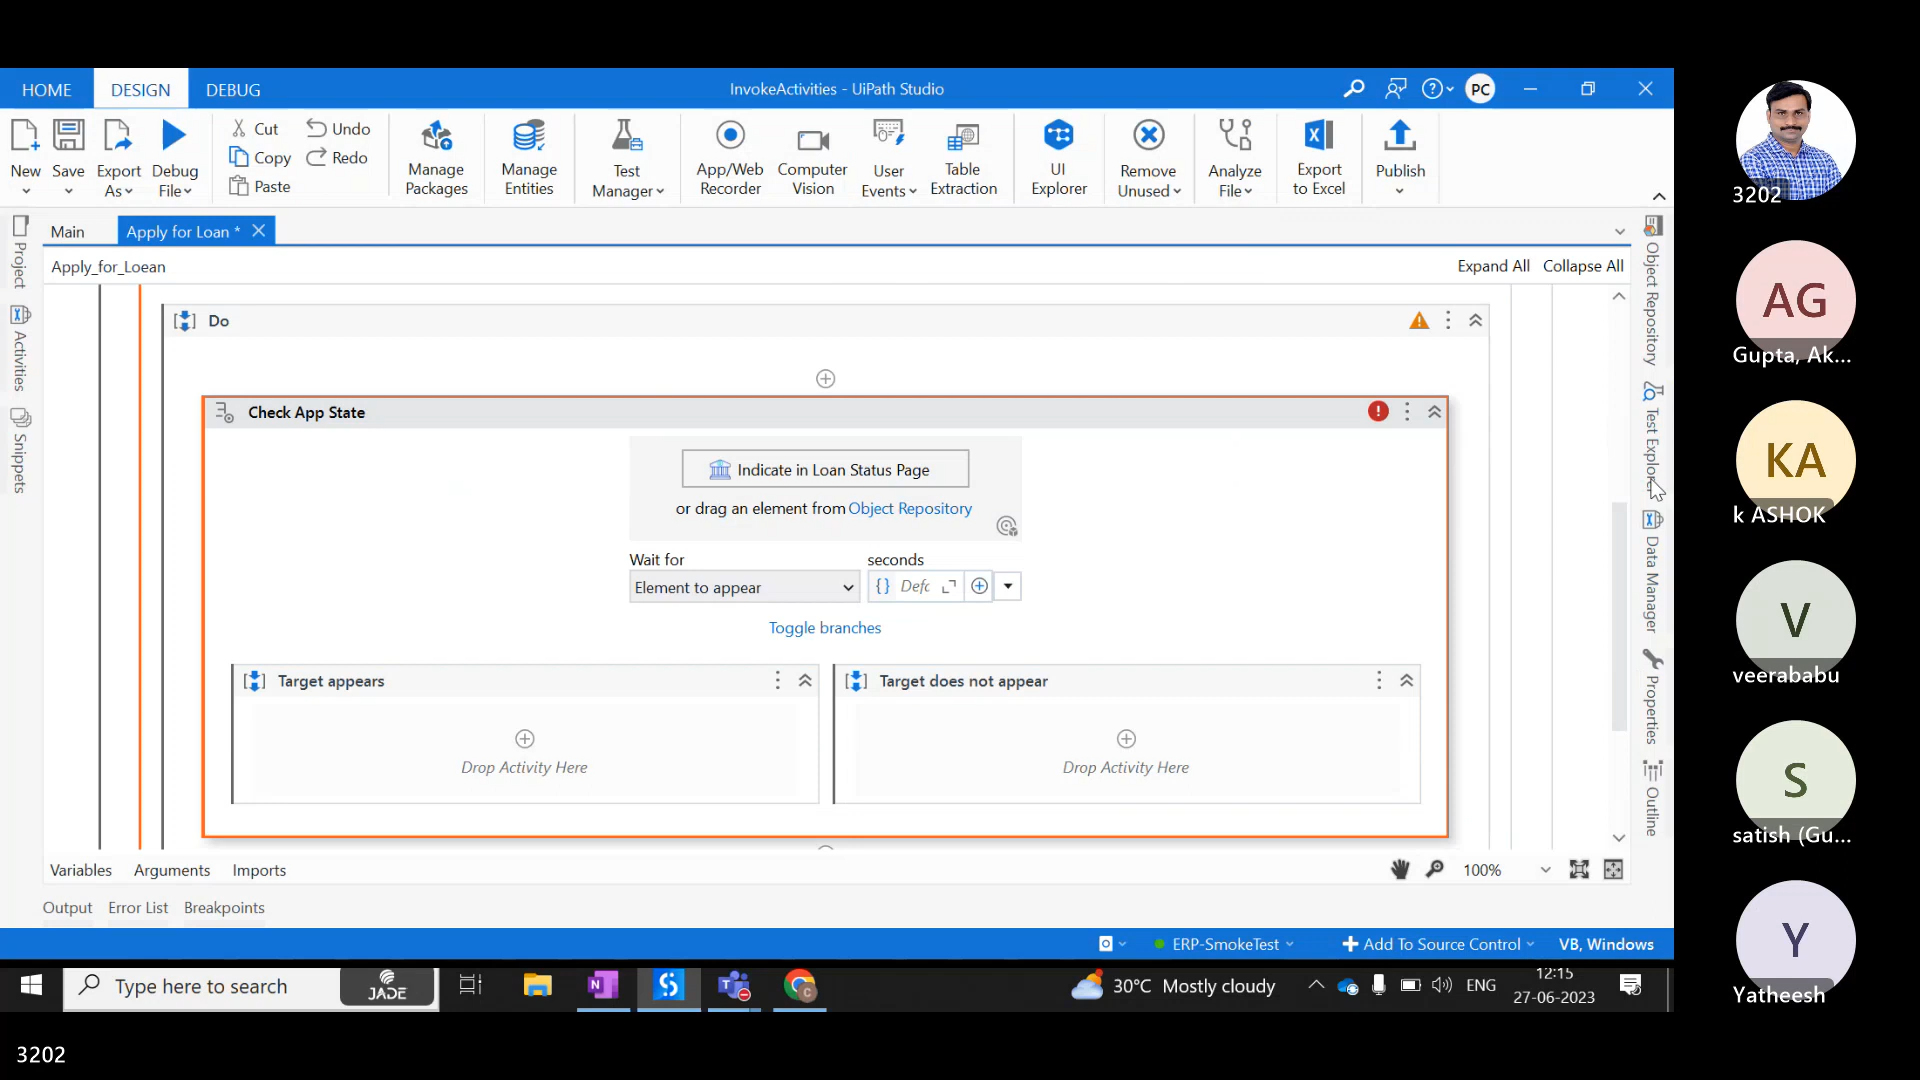 HOME DESIGN DEBUG InvokeActivities - UiPath Studio PC
New Save Export As Debug File
Cut Copy Paste Undo Redo
Manage Packages
Manage Entities
Test Manager
App/Web Recorder
Computer Vision
User Events
Table Extraction
UI Explorer
Remove Unused
Analyze File
Export to Excel
Publish
Main Apply for Loan *
Apply_for_Loean Expand All Collapse All
Project
Activities
Snippets
Do
Check App State
Indicate in Loan Status Page
or drag an element from Object Repository
Wait for seconds
Element to appear
Toggle branches
Target appears Target does not appear
Drop Activity Here Drop Activity Here
Object Repository
Test Explorer
Data Manager
Properties
Outline
Variables Arguments Imports 100%
Output Error List Breakpoints
ERP-SmokeTest Add To Source Control VB, Windows
Type here to search JADE 30°C Mostly cloudy ENG 12:15
27-06-2023
3202
AG
Gupta, Ak...
KA
k ASHOK
V
veerababu
S
satish (Gu...
Y
Yatheesh
3202